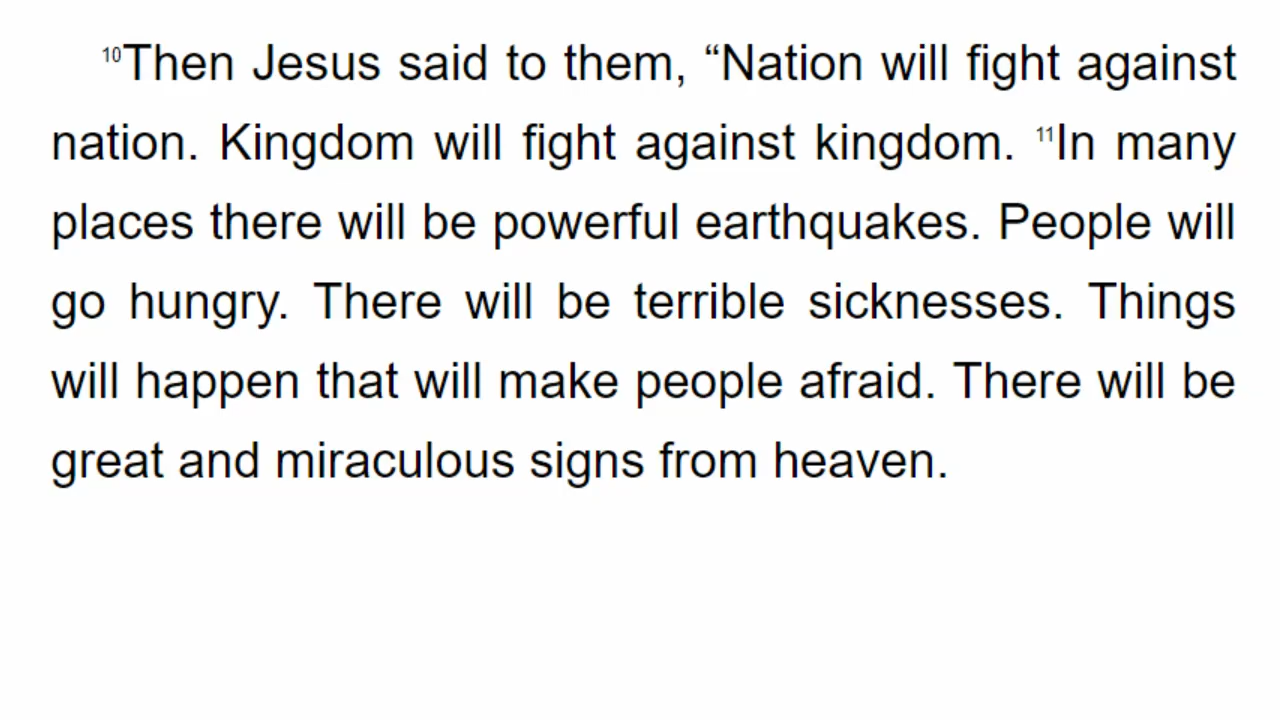 10Then Jesus said to them, “Nation will fight against
nation. Kingdom will fight against kingdom. 11In many
places there will be powerful earthquakes. People will
go hungry. There will be terrible sicknesses. Things
will happen that will make people afraid. There will be
great and miraculous signs from heaven.